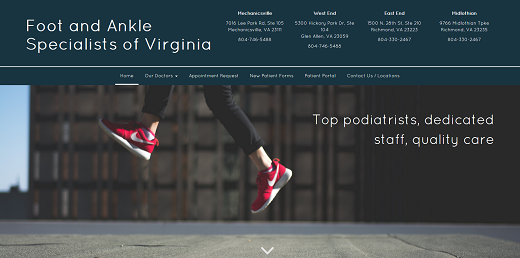 Foot and Ankle
Specialists of Virginia
Mechanicsville
7016 Lee Park Rd. Ste 105
Mechanicsville, VA 23111
804-746-5488
West End
5300 Hickory Park Dr, Ste
104
Glen Allen, VA 23059
804-746-5488
East End
1500 N. 28th St. Ste 210
Richmond, VA 23223
804-330-2467
Midlothian
9766 Midlothian Tpke
Richmond, VA 23235
804-330-2467
Home
Our Doctors
Appointment Request
New Patient Forms
Patient Portal
Contact Us / Locations
Top podiatrists, dedicated
staff, quality care